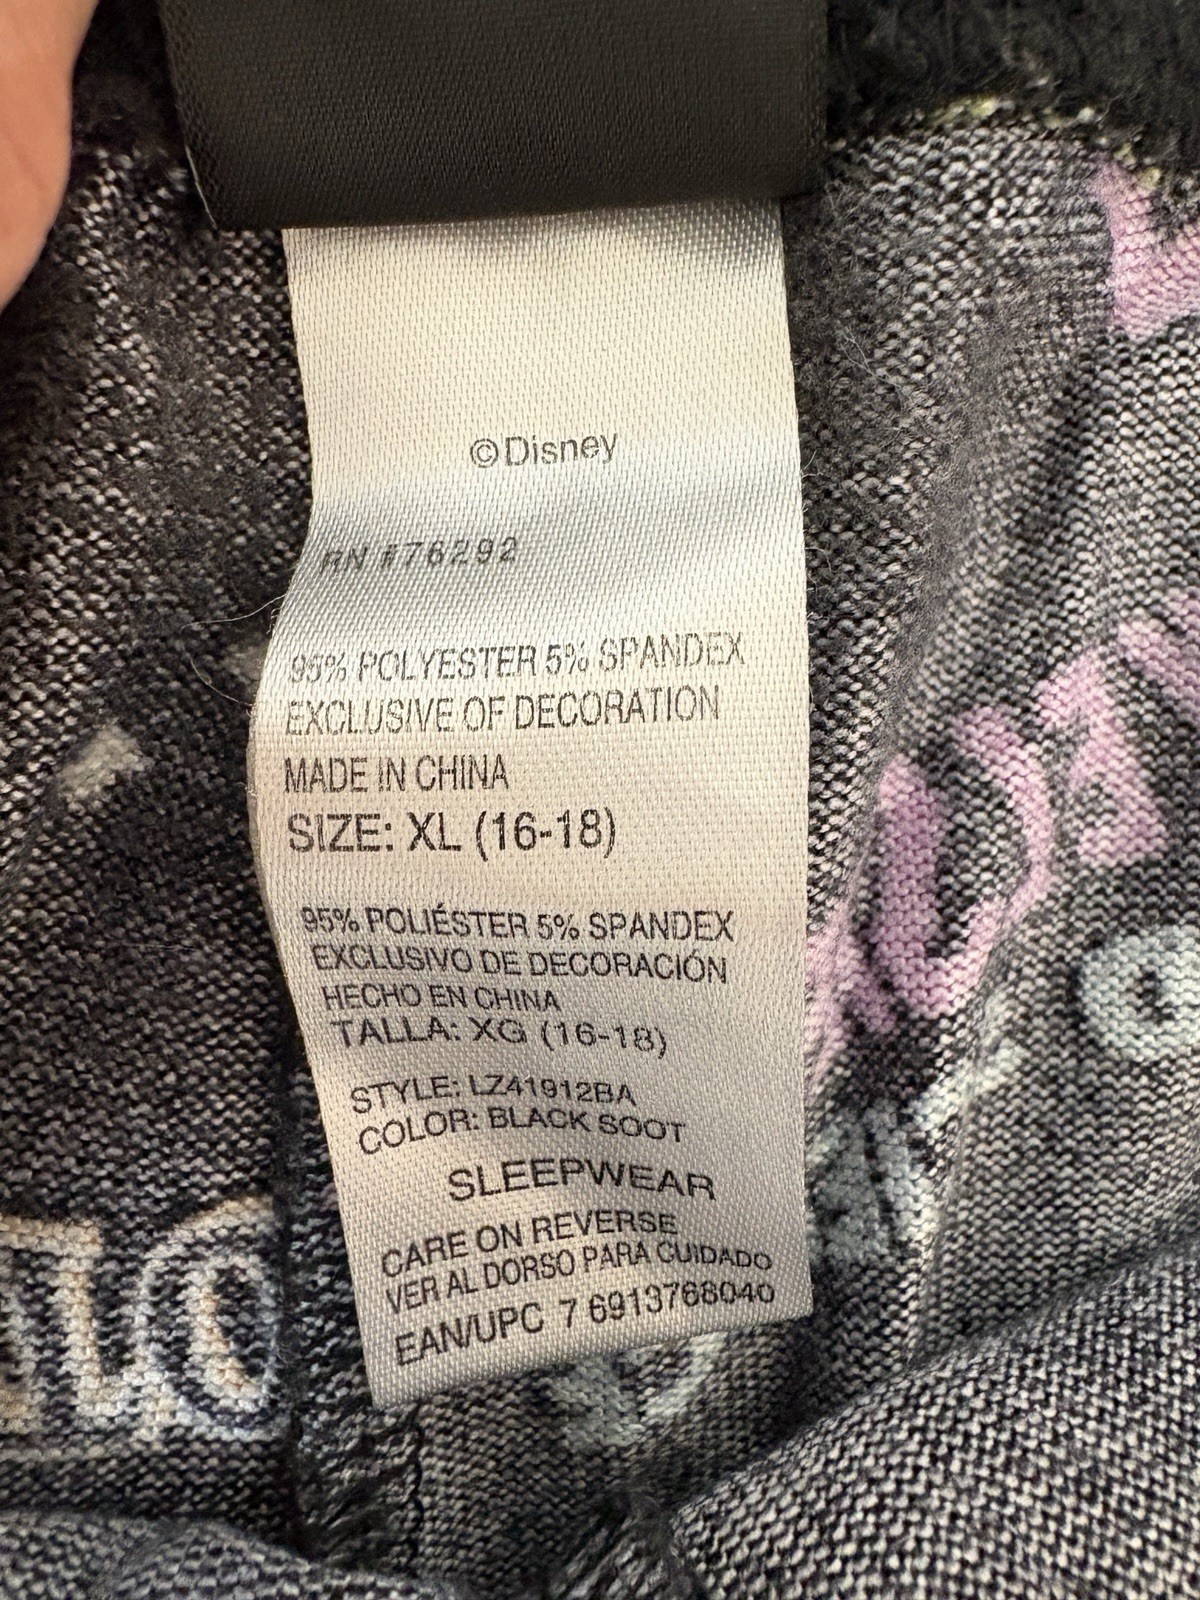 ©Disney
RN #76292
95% POLYESTER 5% SPANDEX
EXCLUSIVE OF DECORATION
MADE IN CHINA
SIZE: XL (16-18)
95% POLIÉSTER 5% SPANDEX
EXCLUSIVO DE DECORACIÓN
HECHO EN CHINA
TALLA: XG (16-18)
STYLE: LZ41912BA
COLOR: BLACK SOOT
SLEEPWEAR
CARE ON REVERSE
VER AL DORSO PARA CUIDADO
EAN/UPC 7 6913768040